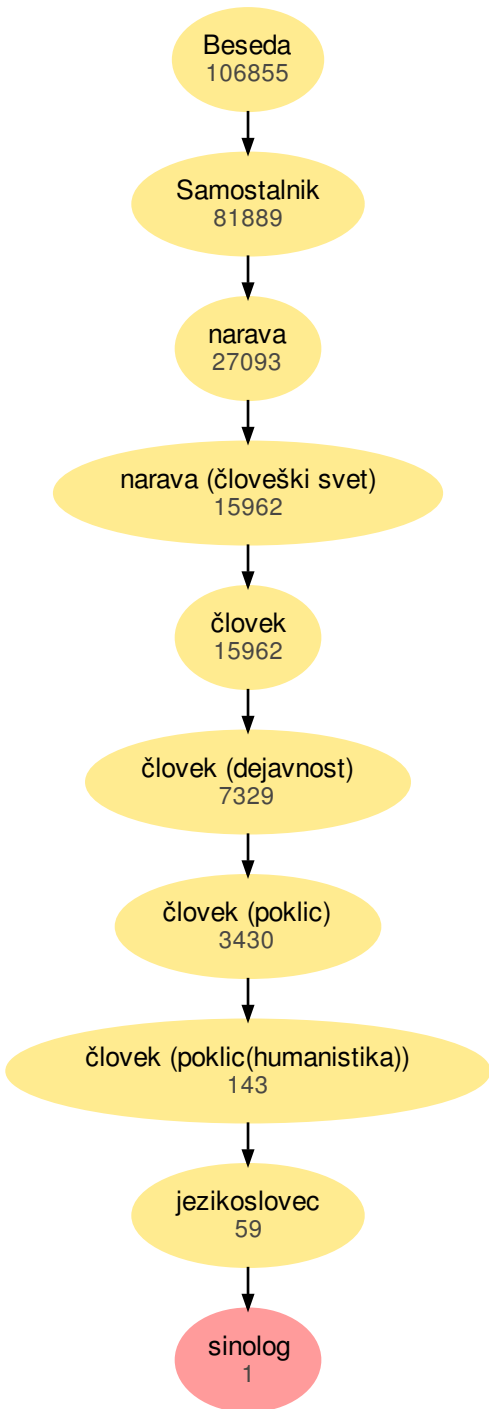 Beseda
106855
Samostalnik
81889
narava
27093
narava (človeški svet)
15962
človek
15962
človek (dejavnost)
7329
človek (poklic)
3430
človek (poklic(humanistika))
143
jezikoslovec
59
sinolog
1